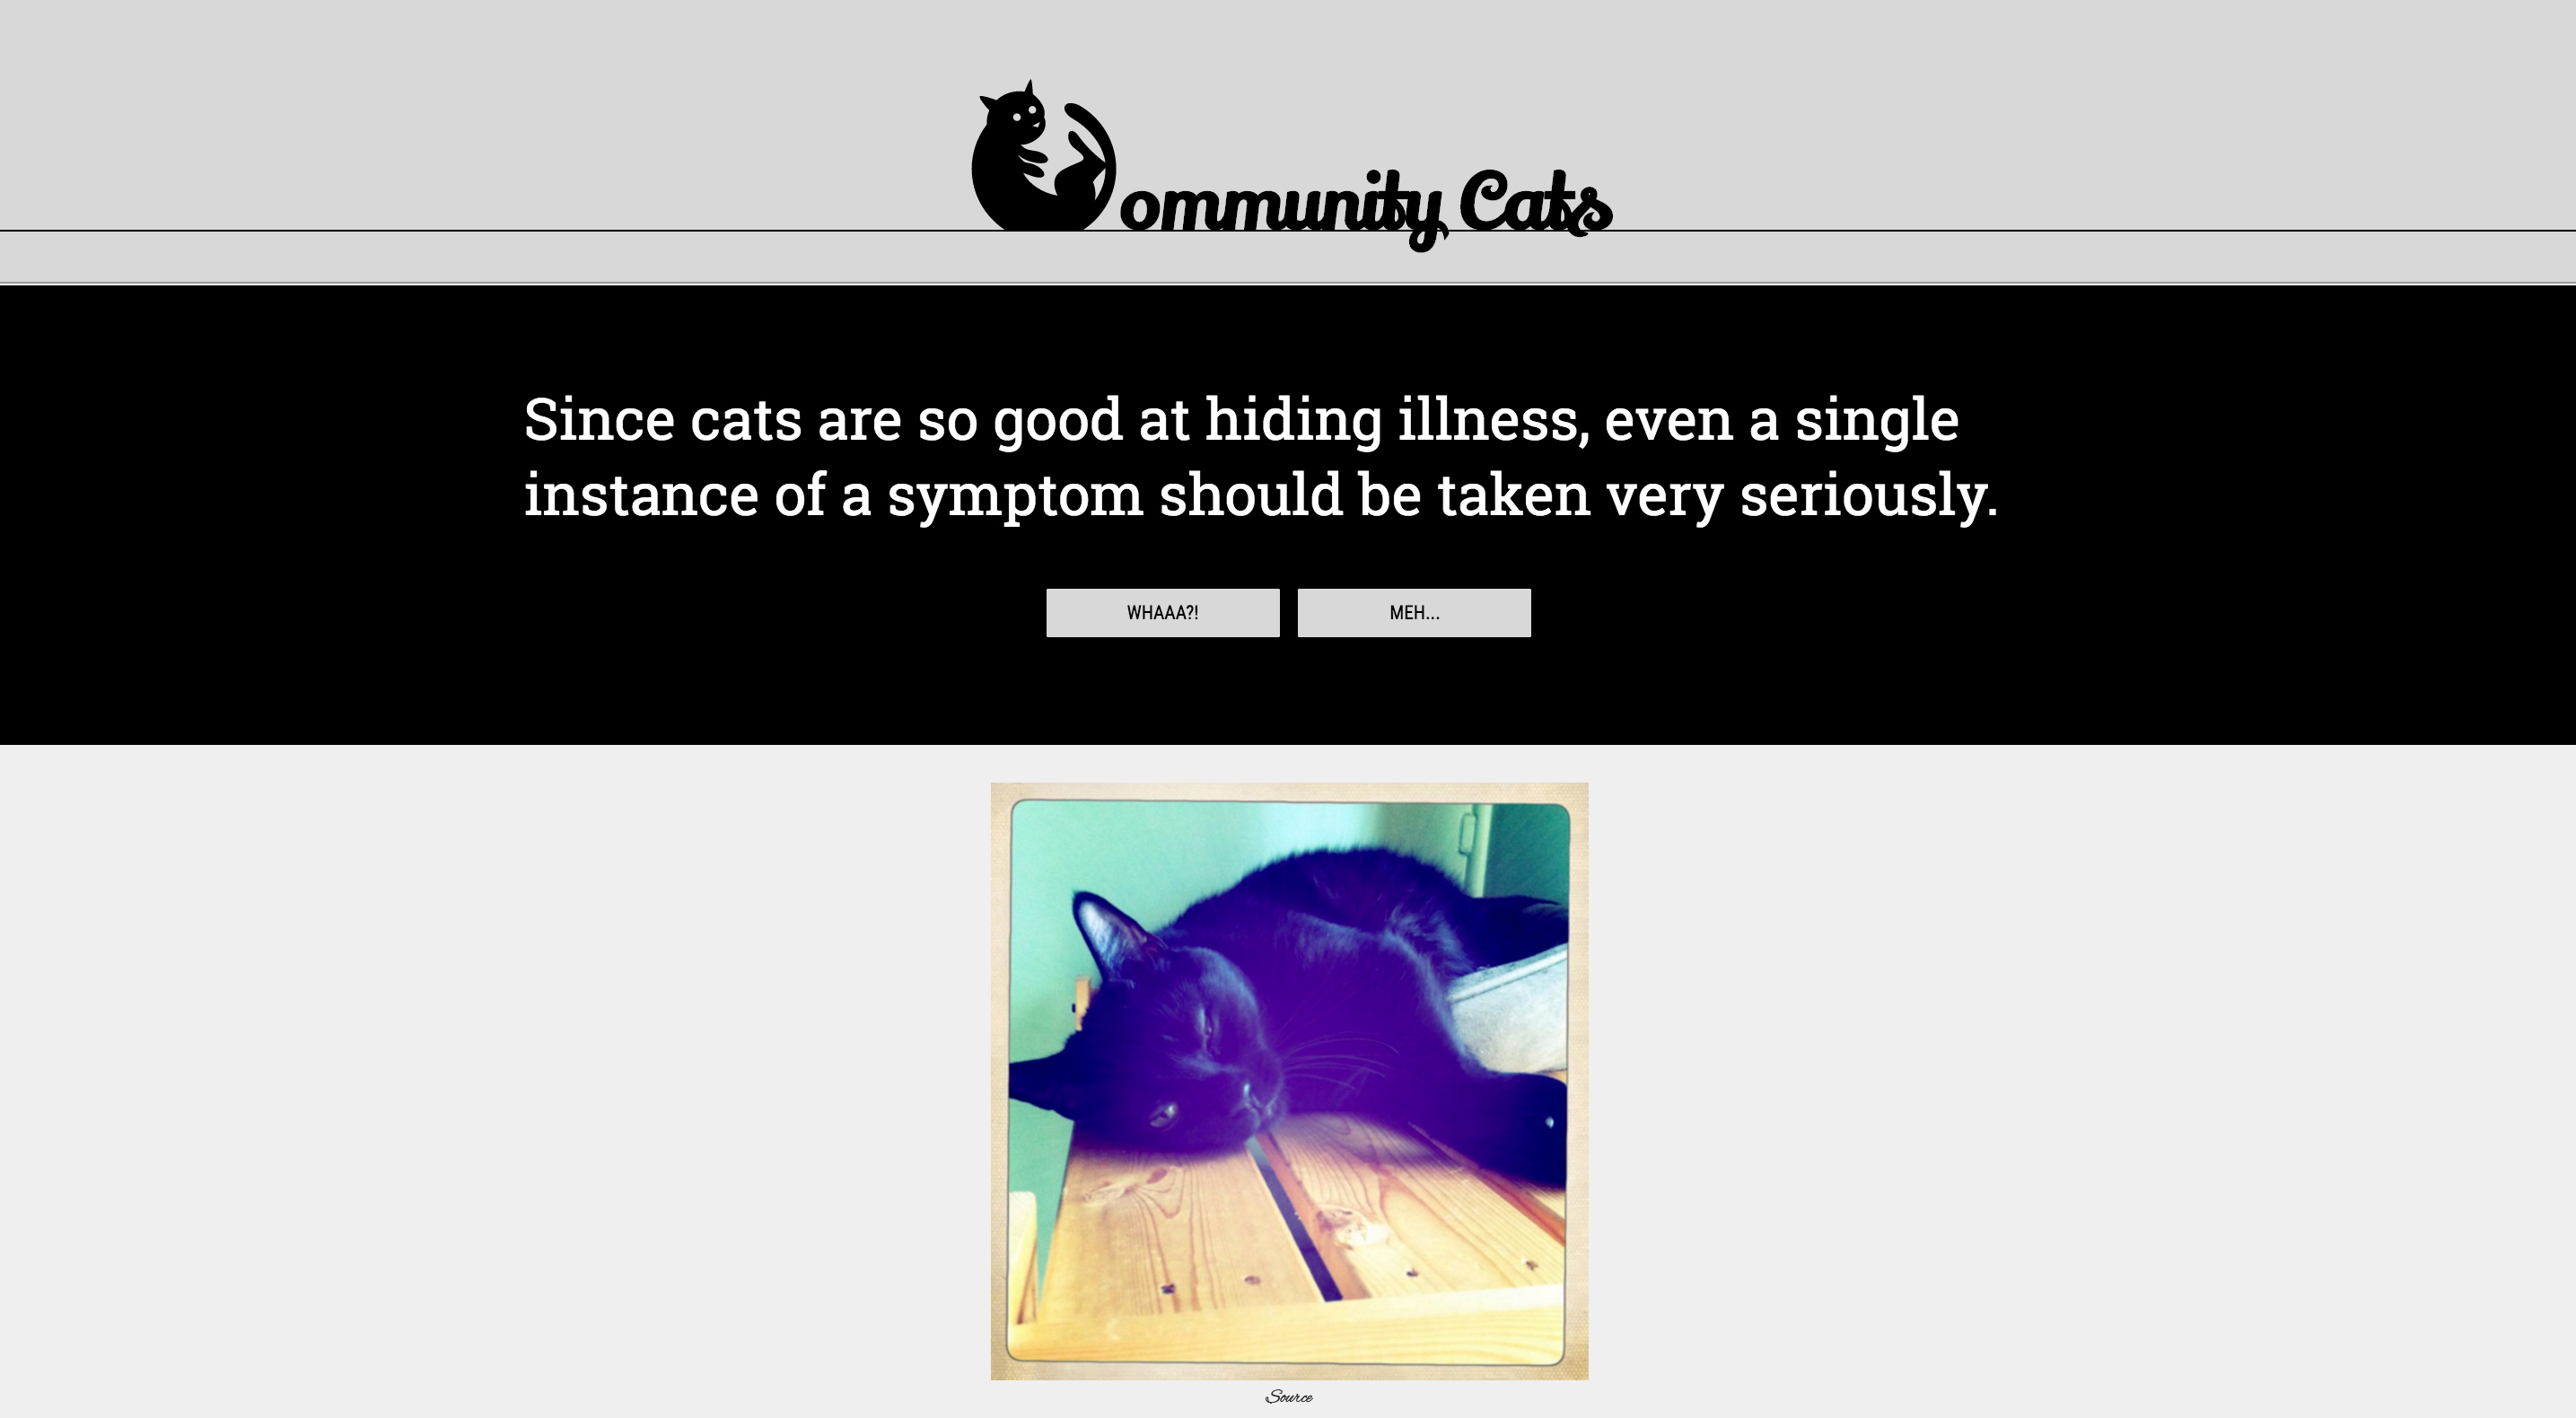 ommunity Cats
Since cats are so good at hiding illness, even a single
instance of a symptom should be taken very seriously.
WHAAA?!
MEH...
Source